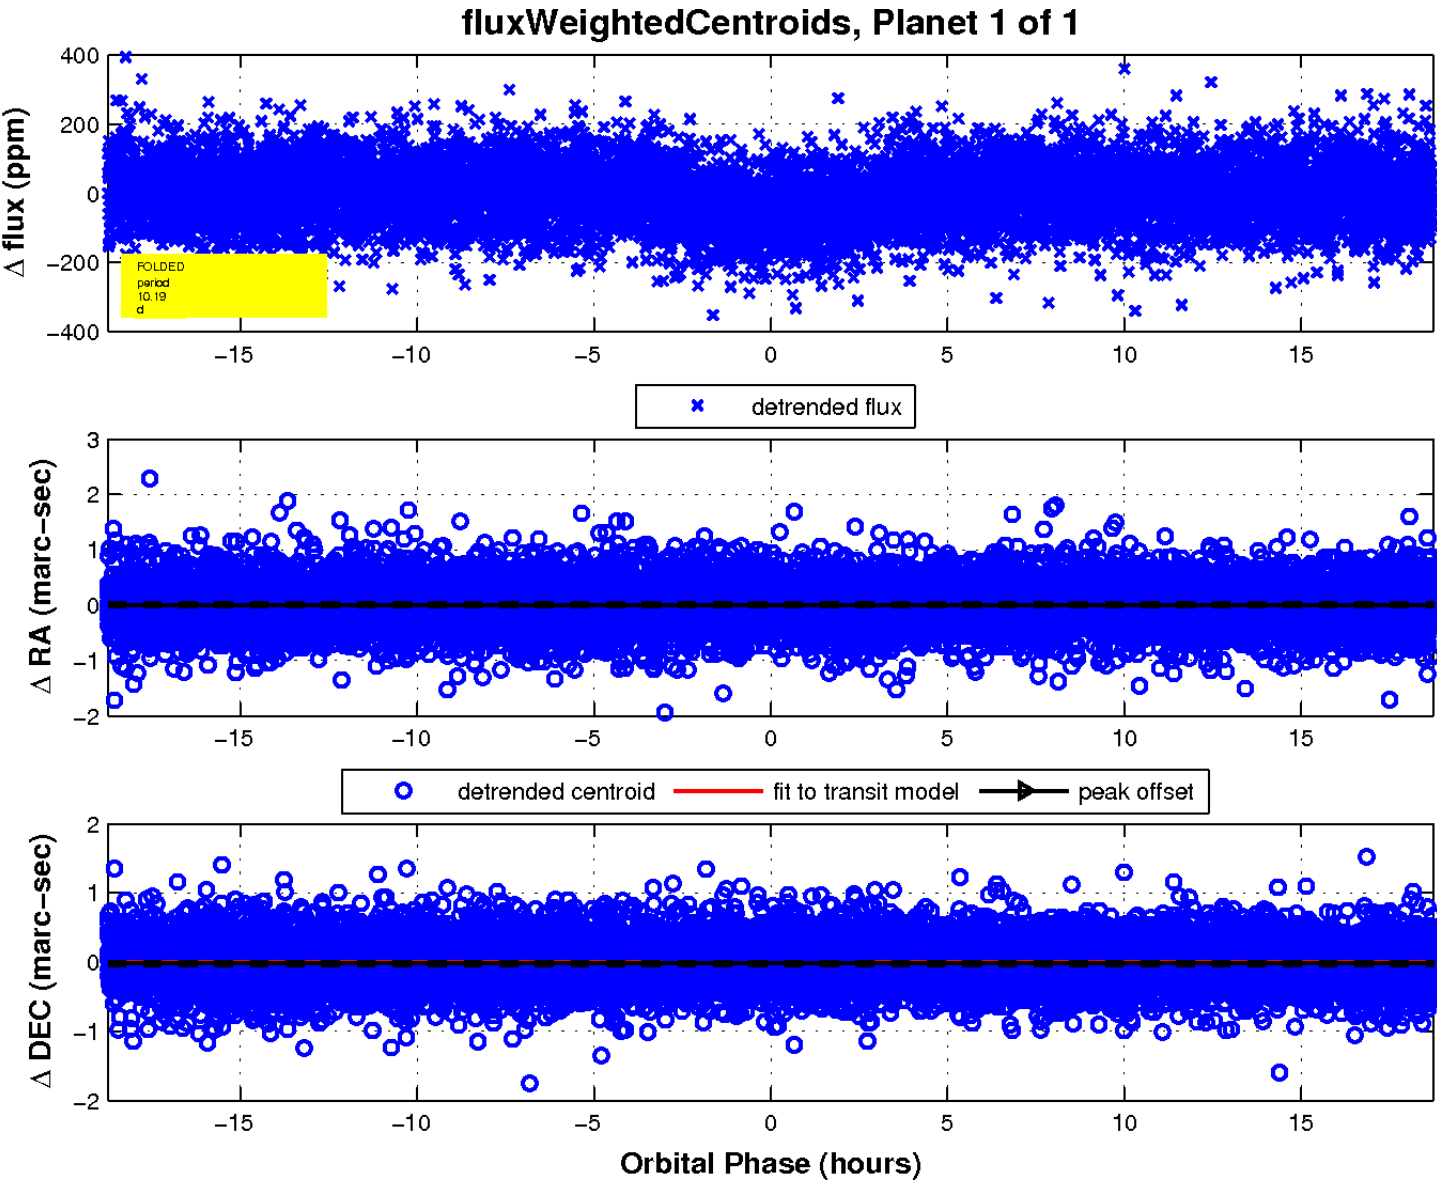 fluxWeightedCentroids, Planet 1 of 1
Δ flux (ppm)
400
200
0
−200
−400
FOLDED
period
10.19
d
−15 −10 −5 0 5 10 15
detrended flux
Δ RA (marc−sec)
3
2
1
0
−1
−2
−15 −10 −5 0 5 10 15
detrended centroid fit to transit model peak offset
Δ DEC (marc−sec)
2
1
0
−1
−2
−15 −10 −5 0 5 10 15
Orbital Phase (hours)